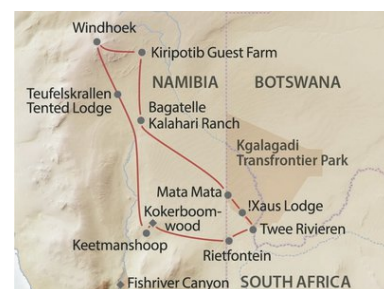 Windhoek
Kiripotib Guest Farm
NAMIBIA
BOTSWANA
Teufelskrallen
Tented Lodge
Bagatelle
Kalahari Ranch
Kgalagadi
Transfrontier Park
Mata Mata
!Xaus Lodge
Kokerboom-
wood
Twee Rivieren
Keetmanshoop
Rietfontein
Fishriver Canyon
SOUTH AFRICA